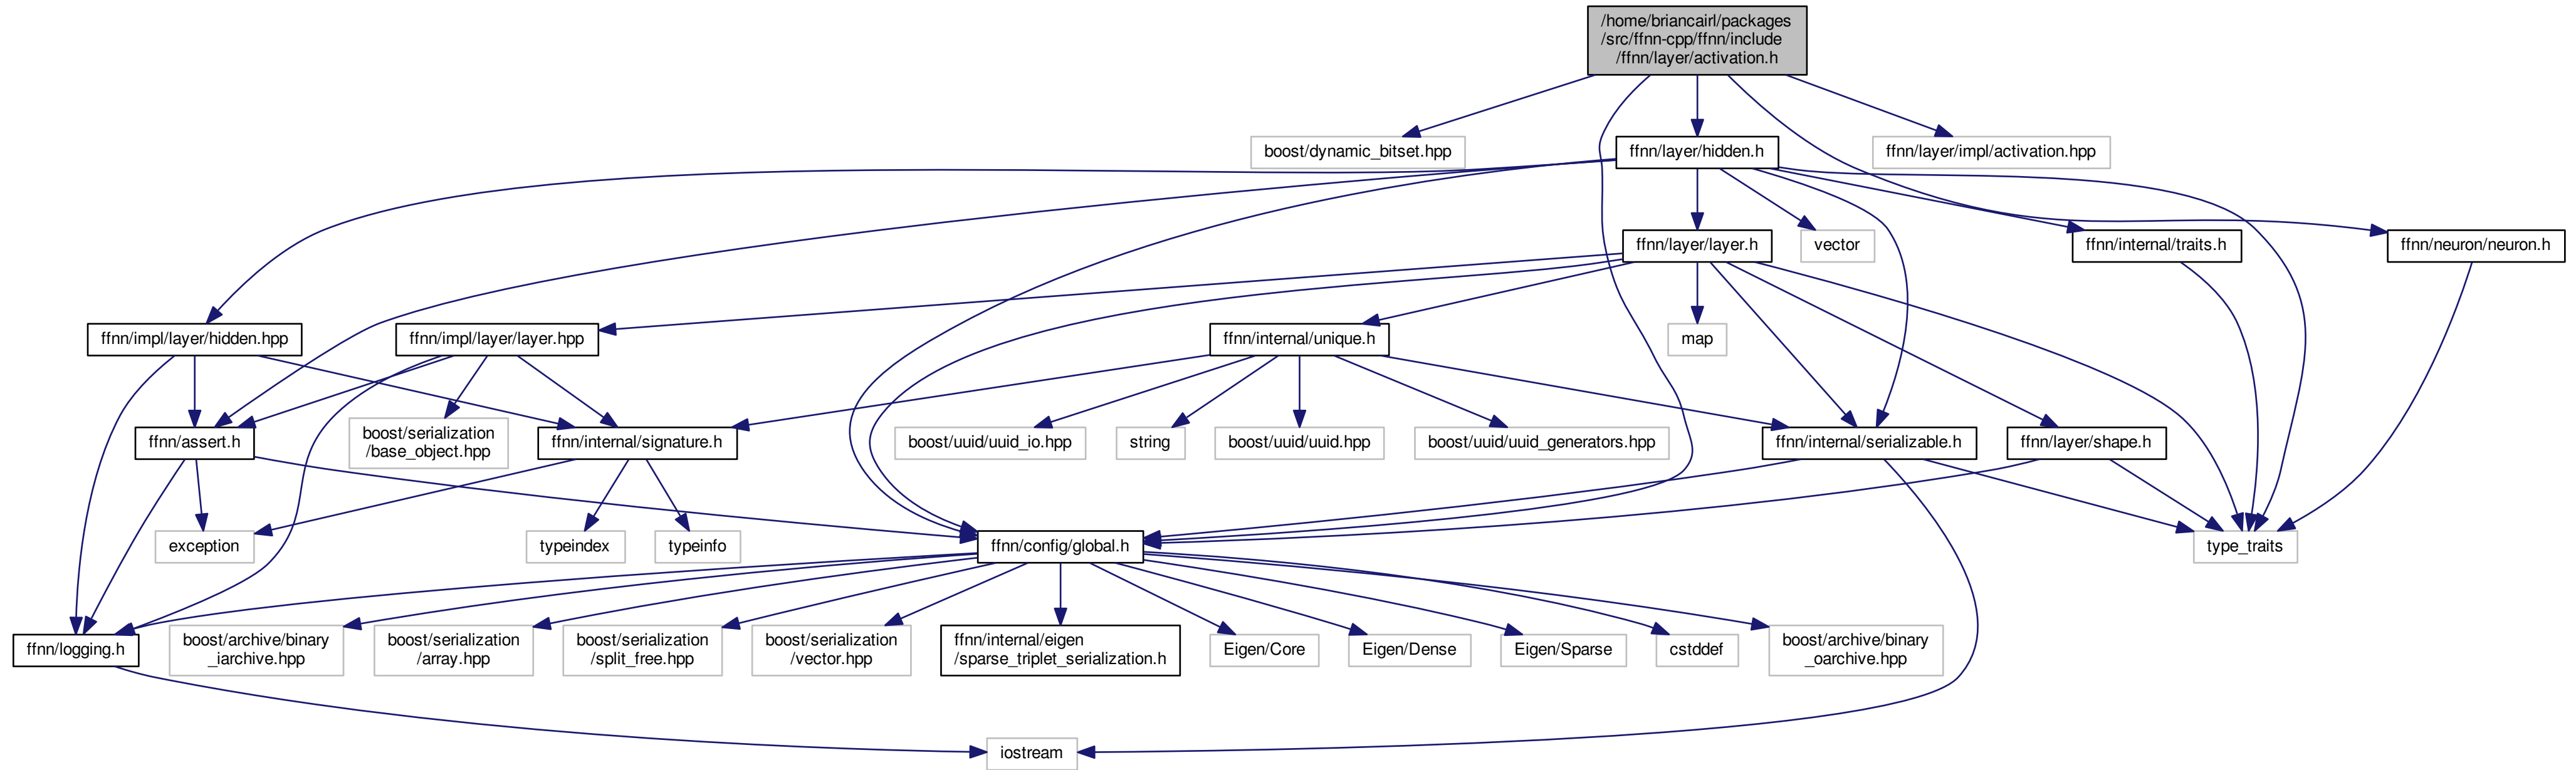 /home/briancairl/packages
/src/ffnn-cpp/ffnn/include
/ffnn/layer/activation.h
boost/dynamic_bitset.hpp
ffnn/layer/hidden.h
ffnn/layer/impl/activation.hpp
ffnn/layer/layer.h
vector
ffnn/internal/traits.h
ffnn/neuron/neuron.h
ffnn/impl/layer/hidden.hpp
ffnn/impl/layer/layer.hpp
ffnn/internal/unique.h
map
ffnn/assert.h
boost/serialization
/base_object.hpp
ffnn/internal/signature.h
boost/uuid/uuid_io.hpp
string
boost/uuid/uuid.hpp
boost/uuid/uuid_generators.hpp
ffnn/internal/serializable.h
ffnn/layer/shape.h
exception
typeindex
typeinfo
ffnn/config/global.h
type_traits
ffnn/logging.h
boost/archive/binary
_iarchive.hpp
boost/serialization
/array.hpp
boost/serialization
/split_free.hpp
boost/serialization
/vector.hpp
ffnn/internal/eigen
/sparse_triplet_serialization.h
Eigen/Core
Eigen/Dense
Eigen/Sparse
cstddef
boost/archive/binary
_oarchive.hpp
iostream